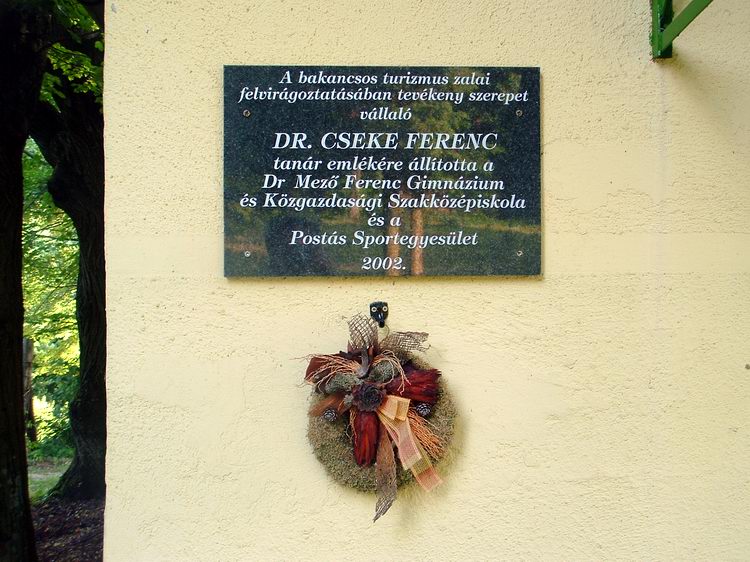 A bakancsos turizmus zalai
felvirágoztatásában tevékeny szerepet
vállaló
DR. CSEKE FERENC
tanár emlékére állította a
Dr Mező Ferenc Gimnázium
és Közgazdasági Szakközépiskola
és a
Postás Sportegyesület
2002.